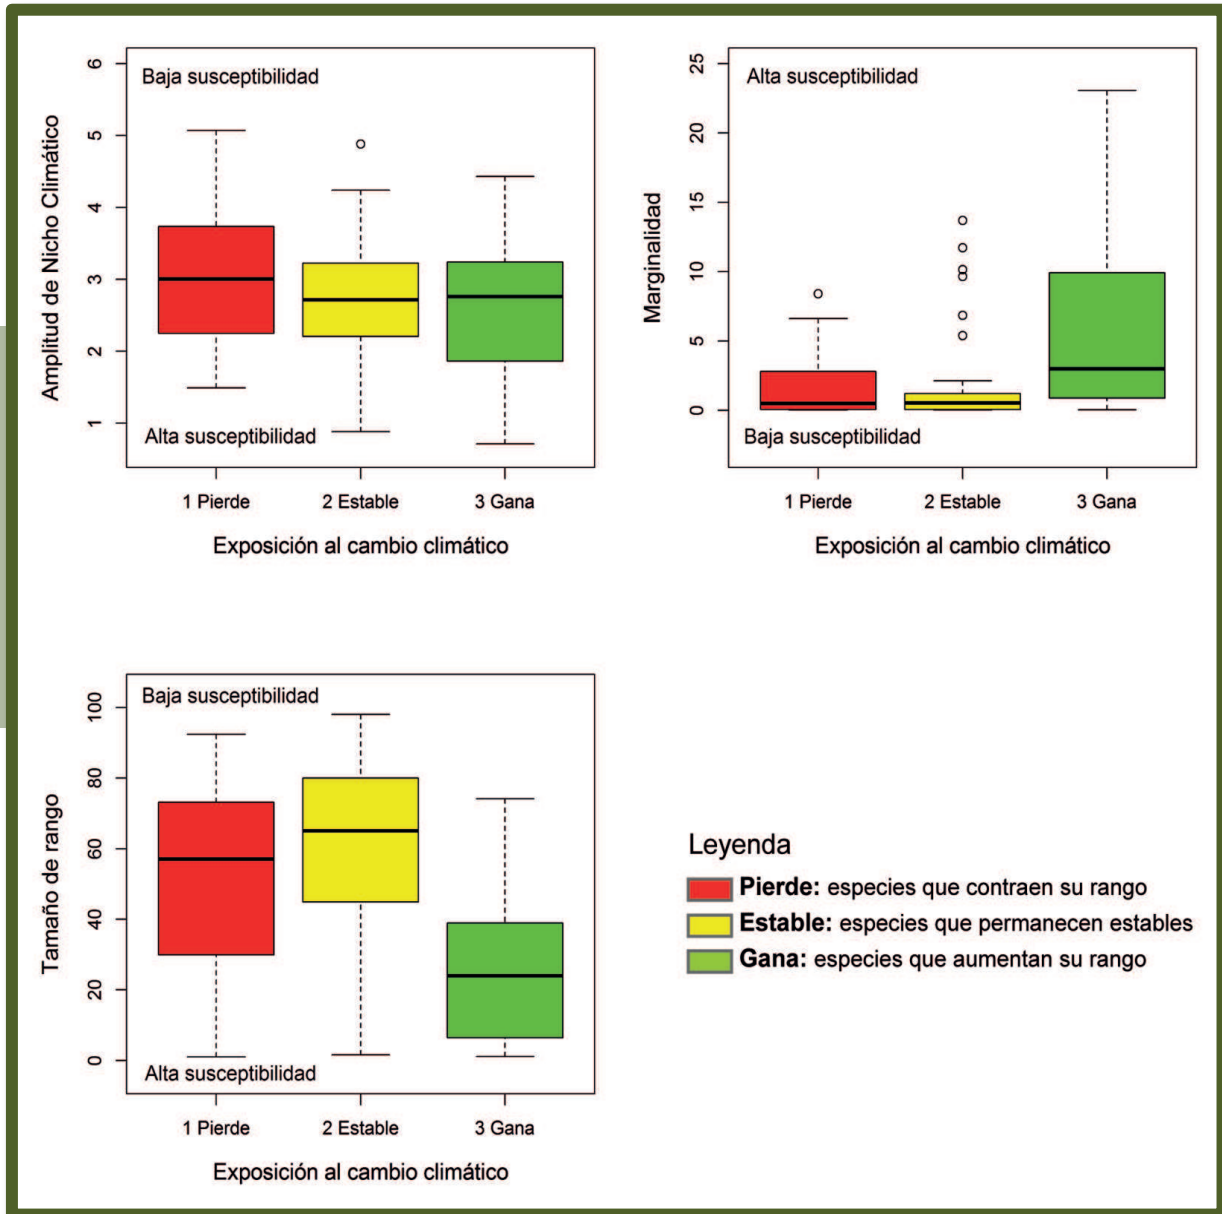 Baja susceptibilidad
Amplitud de Nicho Climático
6
5
4
3
2
1
Alta susceptibilidad
1 Pierde 2 Estable 3 Gana
Exposición al cambio climático
Alta susceptibilidad
Marginalidad
25
20
15
10
5
0
Baja susceptibilidad
1 Pierde 2 Estable 3 Gana
Exposición al cambio climático
Baja susceptibilidad
Tamaño de rango
100
80
60
40
20
0
Alta susceptibilidad
1 Pierde 2 Estable 3 Gana
Exposición al cambio climático
Leyenda
Pierde: especies que contraen su rango
Estable: especies que permanecen estables
Gana: especies que aumentan su rango